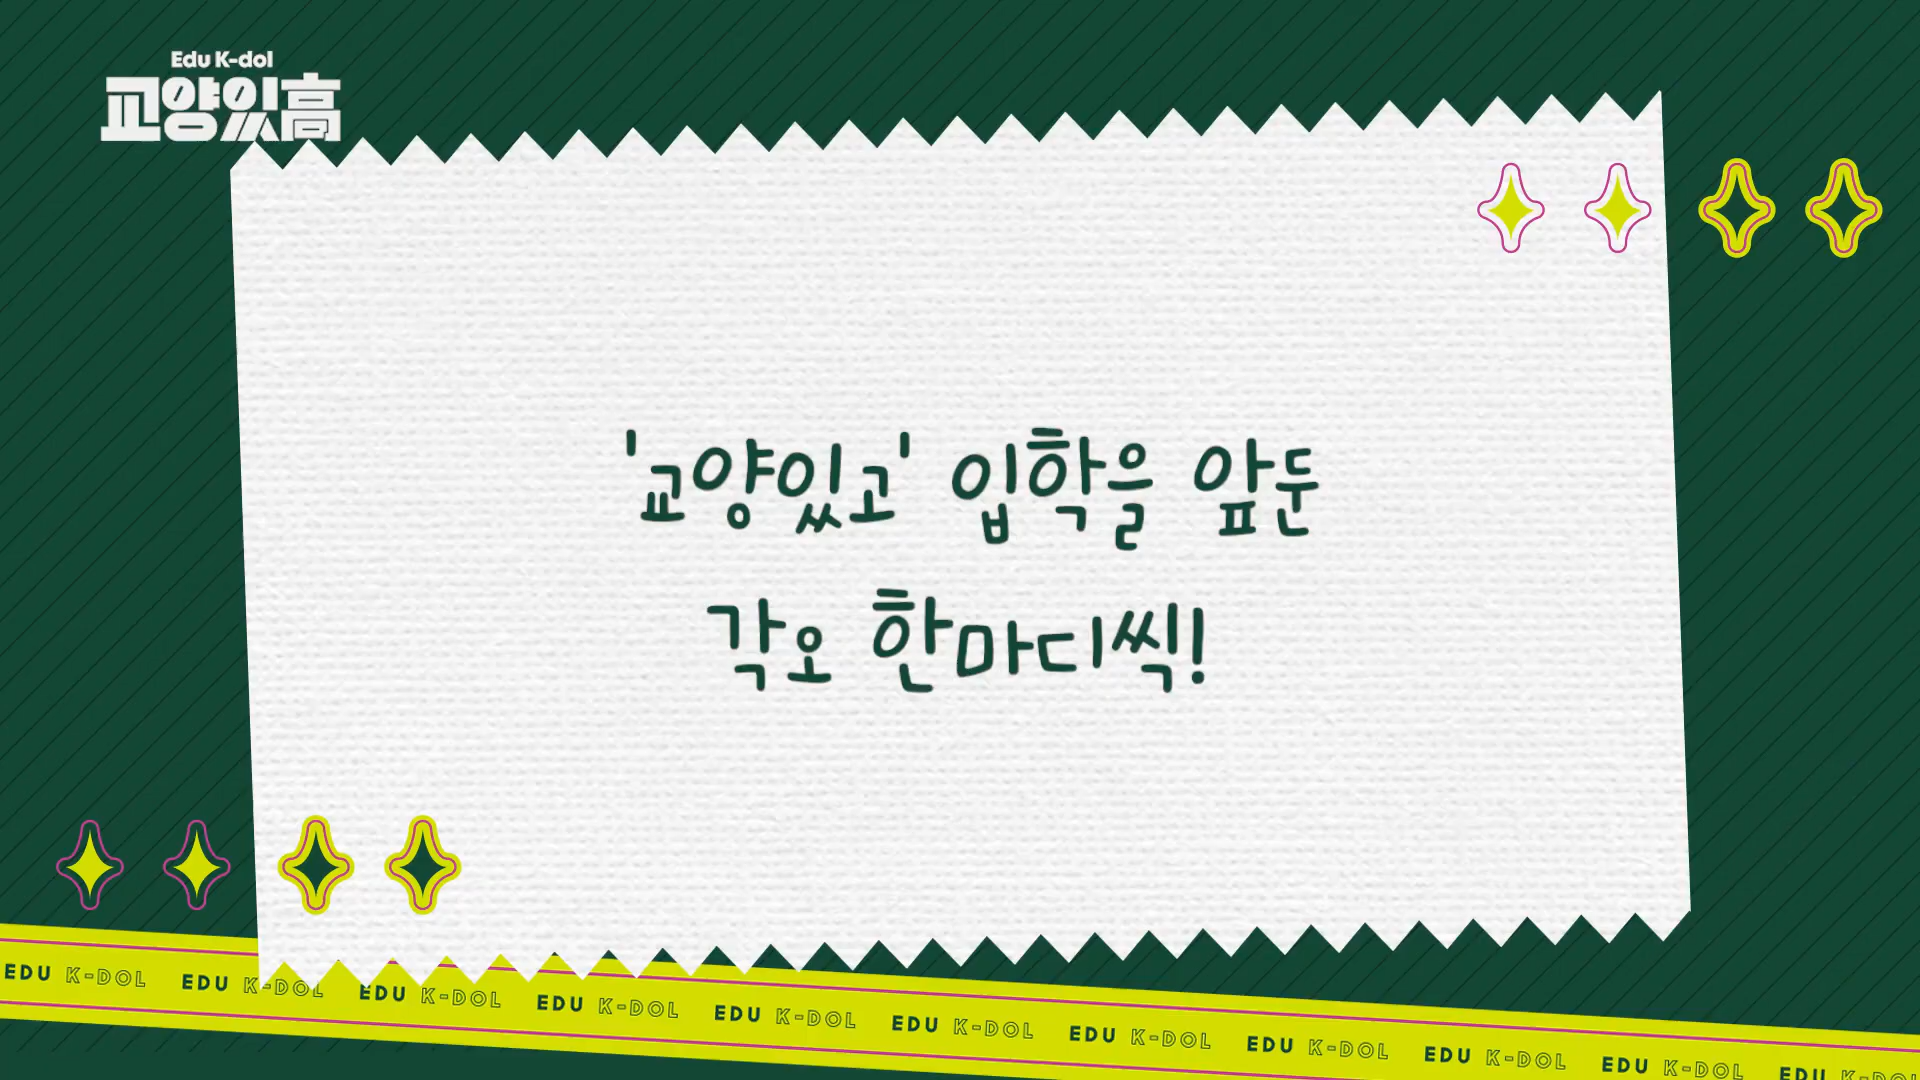 Edu K-dol
교양있高
'교양있고' 입학을 앞둔
각오 한마디씩!
EDU K-DOL EDU K-DOL EDU K-DOL EDU K-DOL EDU K-DOL EDU K-DOL EDU K-DOL EDU K-DOL EDU K-DOL EDU K-DOL EDU K-DOL